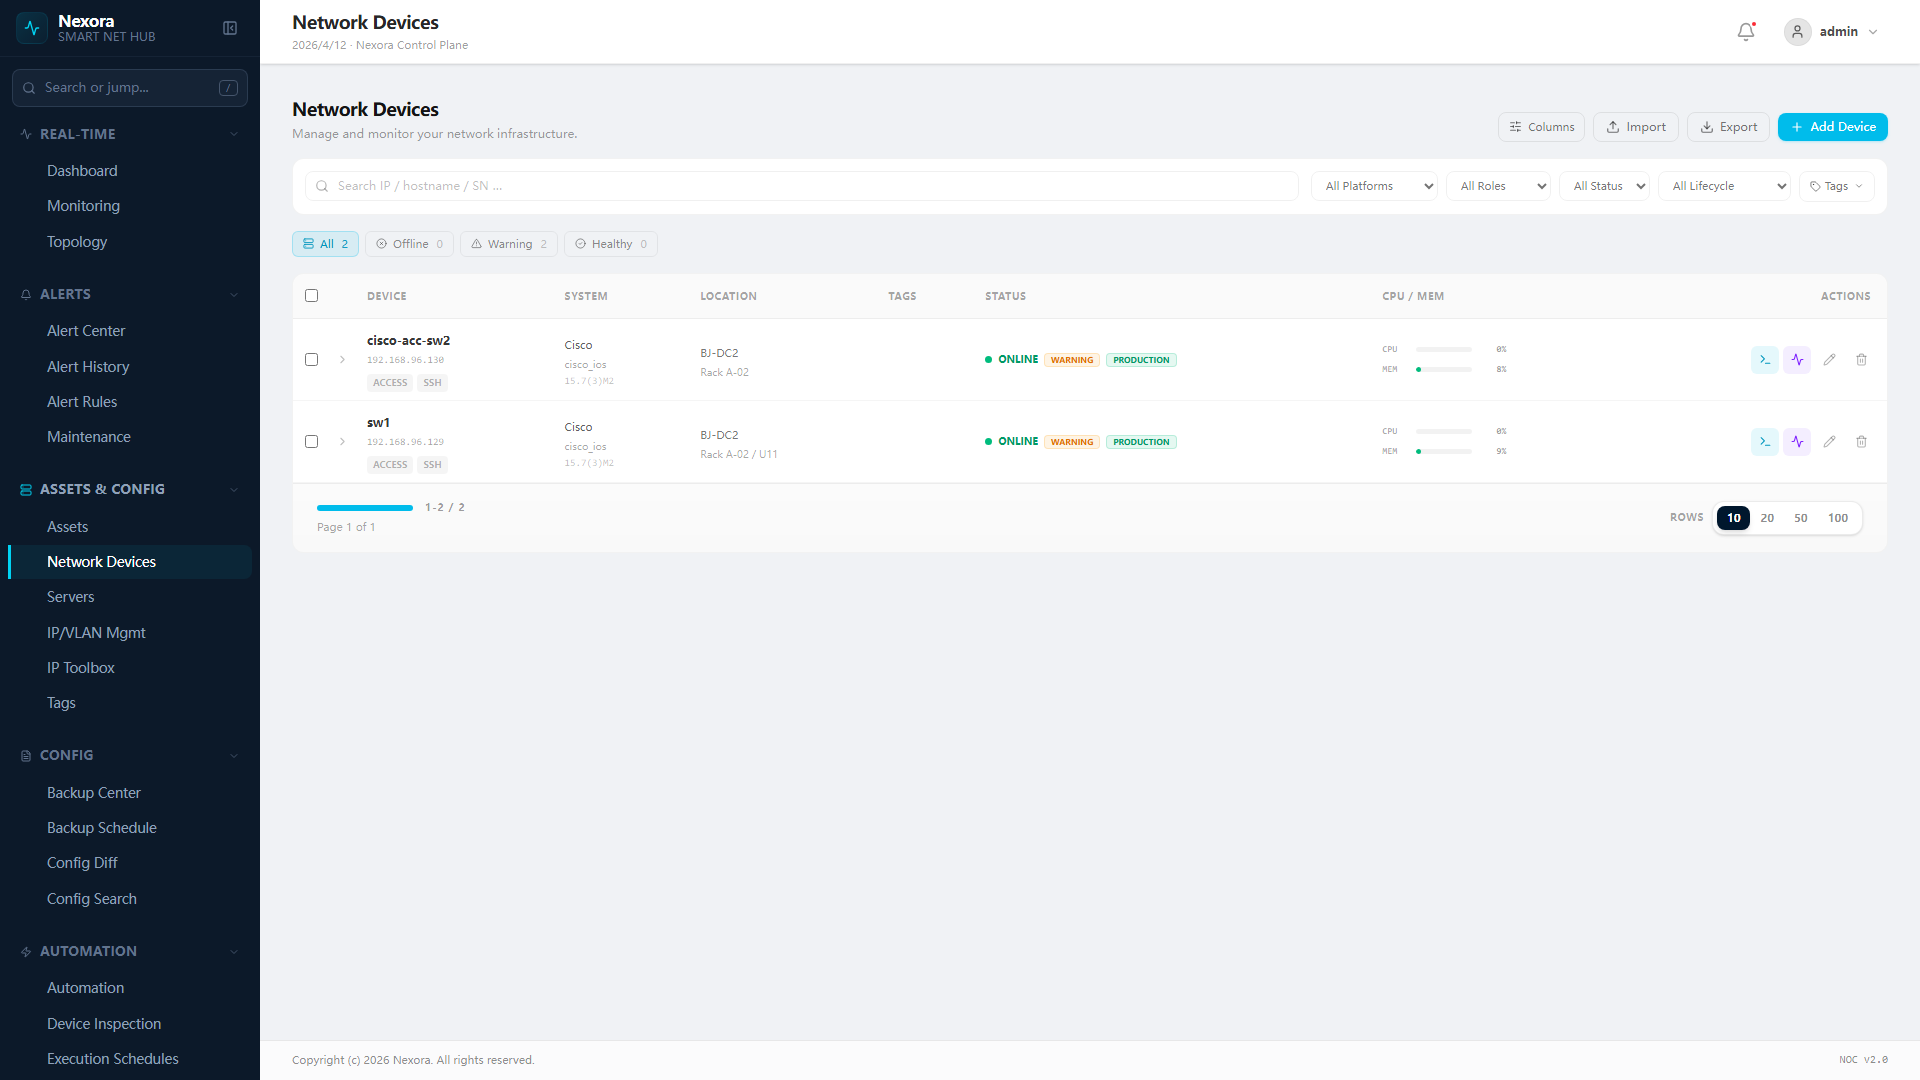 Nexora
SMART NET HUB
Search or jump...
/
REAL-TIME
Dashboard
Monitoring
Topology
ALERTS
Alert Center
Alert History
Alert Rules
Maintenance
ASSETS & CONFIG
Assets
Network Devices
Servers
IP/VLAN Mgmt
IP Toolbox
Tags
CONFIG
Backup Center
Backup Schedule
Config Diff
Config Search
AUTOMATION
Automation
Device Inspection
Execution Schedules
Network Devices
2026/4/12 · Nexora Control Plane
admin
Network Devices
Manage and monitor your network infrastructure.
Columns
Import
Export
Add Device
Search IP / hostname / SN ...
All Platforms
All Roles
All Status
All Lifecycle
Tags
All 2
Offline 0
Warning 2
Healthy 0
DEVICE SYSTEM LOCATION TAGS STATUS CPU / MEM ACTIONS
cisco-acc-sw2
192.168.96.130
ACCESS SSH
Cisco
cisco_ios
15.7(3)M2
BJ-DC2
Rack A-02
ONLINE WARNING PRODUCTION
CPU 0%
MEM 8%
sw1
192.168.96.129
ACCESS SSH
Cisco
cisco_ios
15.7(3)M2
BJ-DC2
Rack A-02 / U11
ONLINE WARNING PRODUCTION
CPU 0%
MEM 9%
1-2 / 2
Page 1 of 1
ROWS 10 20 50 100
Copyright (c) 2026 Nexora. All rights reserved.
NOC v2.0